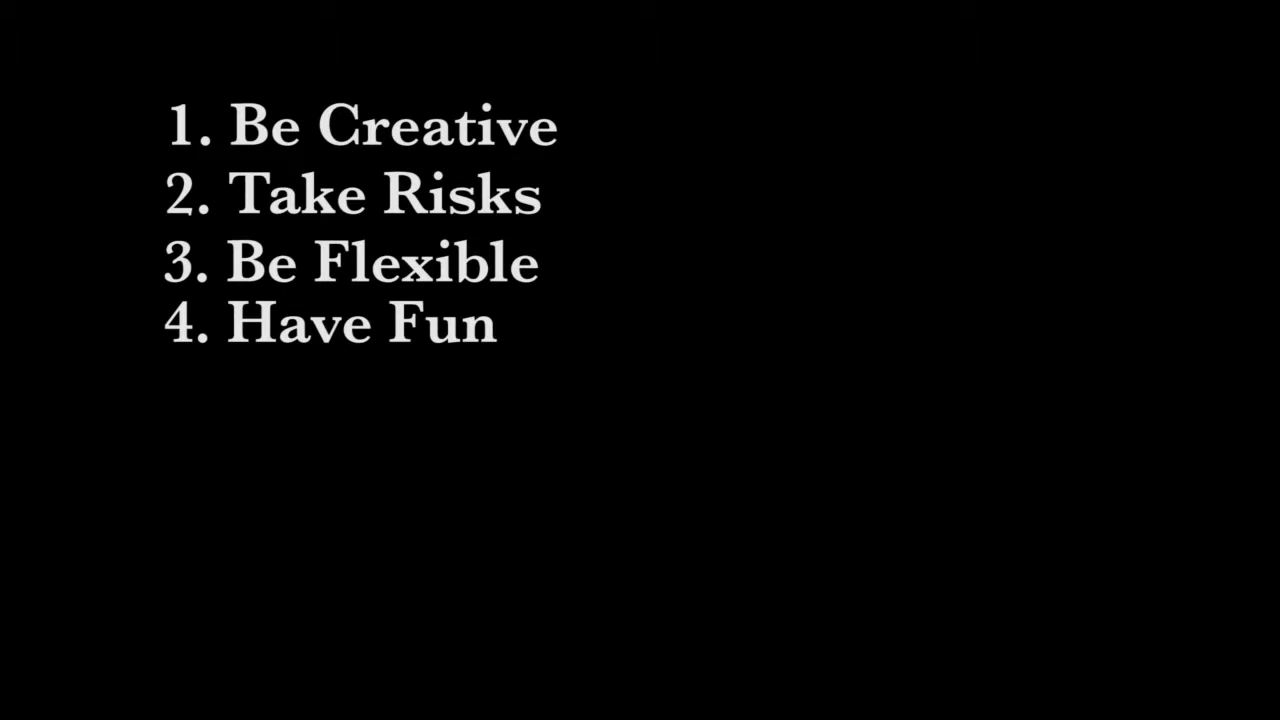 1. Be Creative
2. Take Risks
3. Be Flexible
4. Have Fun